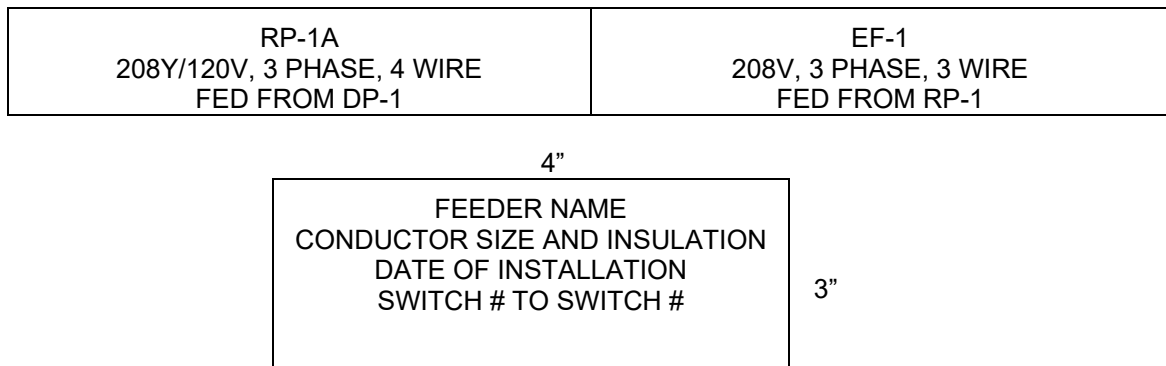 RP-1A
208Y/120V, 3 PHASE, 4 WIRE
FED FROM DP-1
EF-1
208V, 3 PHASE, 3 WIRE
FED FROM RP-1
4”
FEEDER NAME
CONDUCTOR SIZE AND INSULATION
DATE OF INSTALLATION
SWITCH # TO SWITCH #
3”